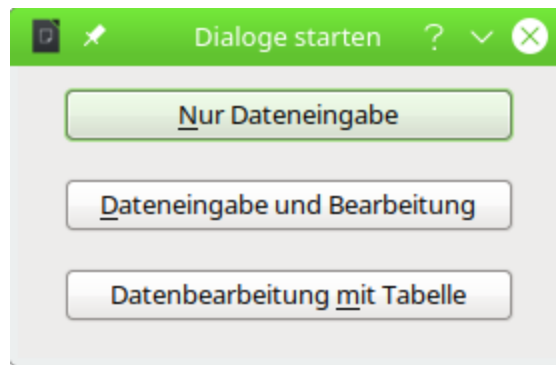 Dialoge starten
Nur Dateneingabe
Dateneingabe und Bearbeitung
Datenbearbeitung mit Tabelle